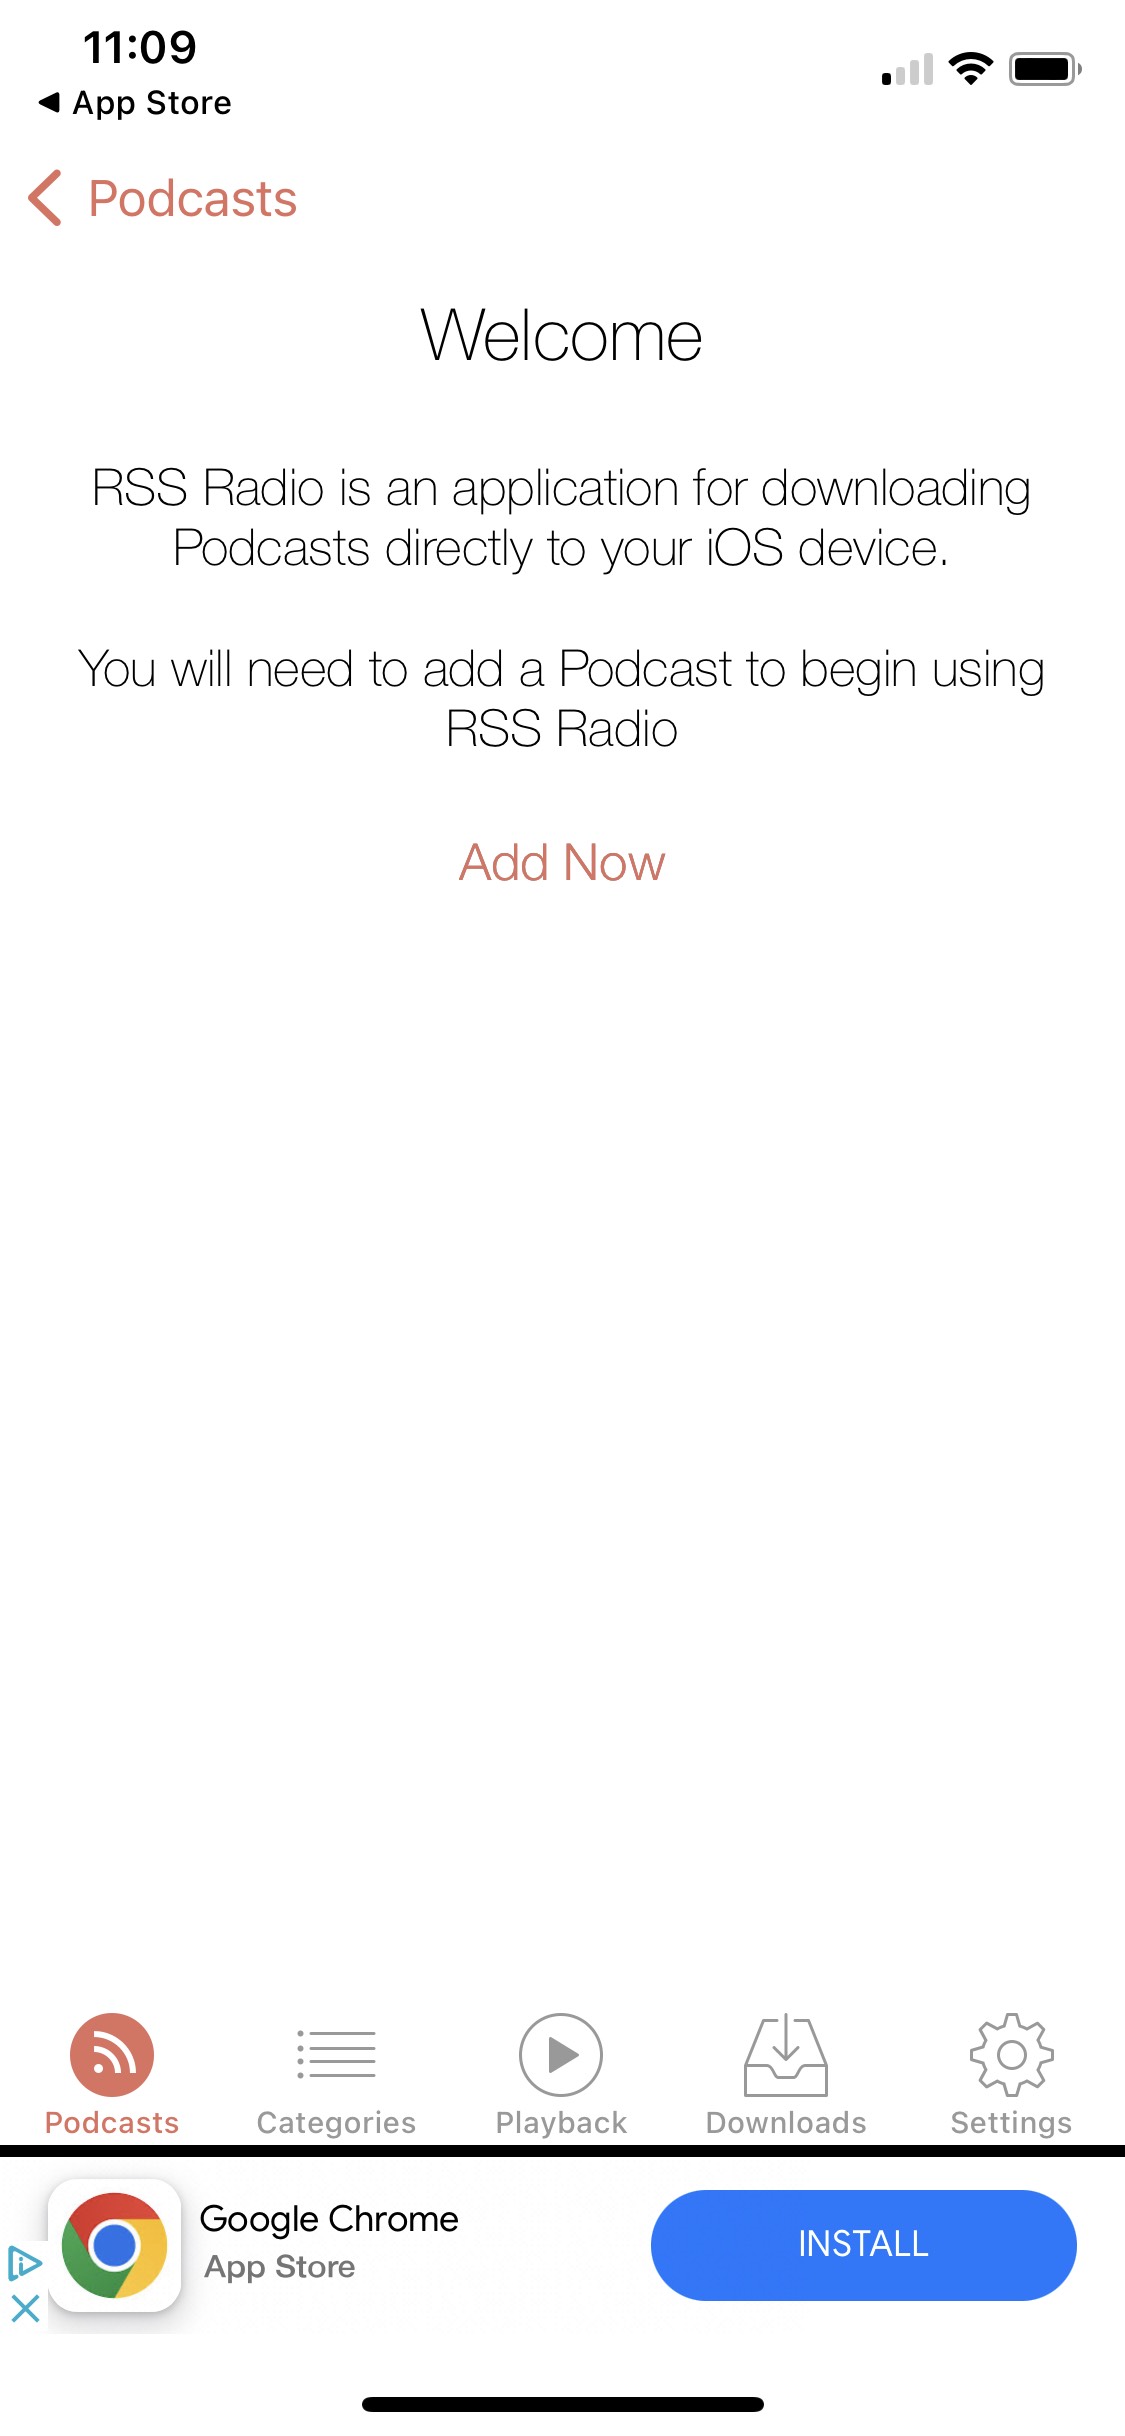 11:09
App Store
Podcasts
Welcome
RSS Radio is an application for downloading
Podcasts directly to your iOS device.
You will need to add a Podcast to begin using
RSS Radio
Add Now
Podcasts
Categories
Playback
Downloads
Settings
Google Chrome
App Store
INSTALL